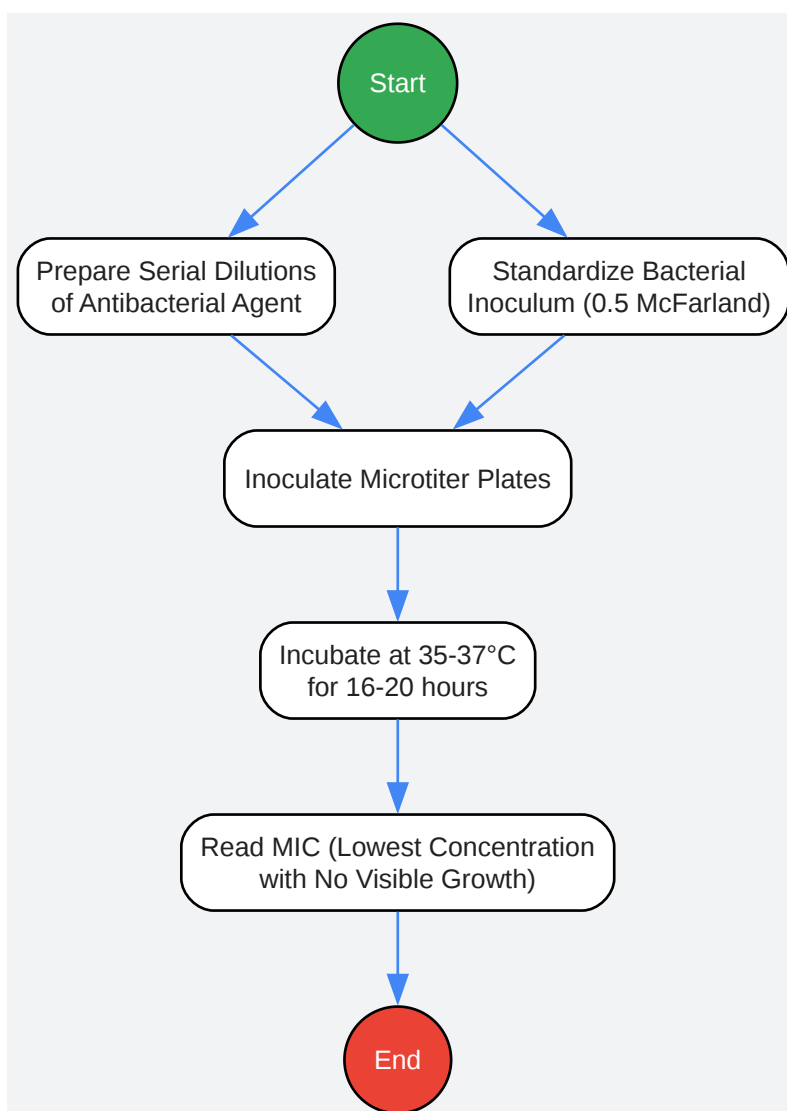 Start
Prepare Serial Dilutions
of Antibacterial Agent
Standardize Bacterial
Inoculum (0.5 McFarland)
Inoculate Microtiter Plates
Incubate at 35-37°C
for 16-20 hours
Read MIC (Lowest Concentration
with No Visible Growth)
End